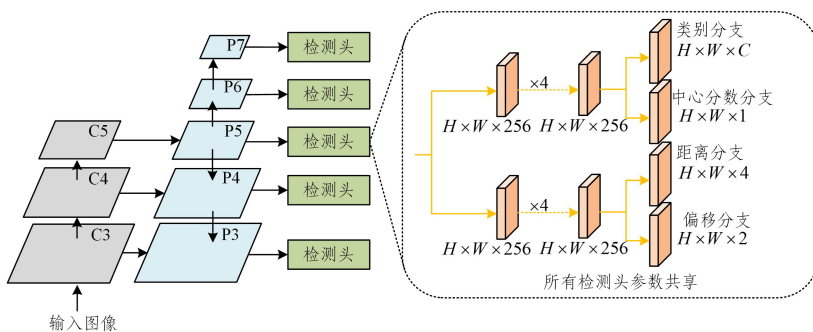 P7
检测头
P6
检测头
C5
P5
检测头
C4
P4
检测头
C3
P3
检测头
输入图像
类别分支
H×W×C
×4
H×W×256
H×W×256
中心分数分支
H×W×1
距离分支
H×W×4
×4
H×W×256
H×W×256
偏移分支
H×W×2
所有检测头参数共享